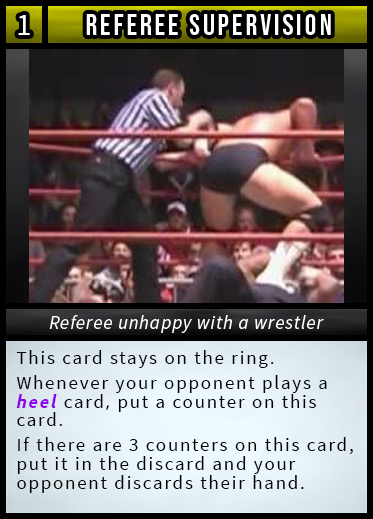 1 REFEREE SUPERVISION
Referee unhappy with a wrestler
This card stays on the ring.
Whenever your opponent plays a
heel card, put a counter on this
card.
If there are 3 counters on this card,
put it in the discard and your
opponent discards their hand.